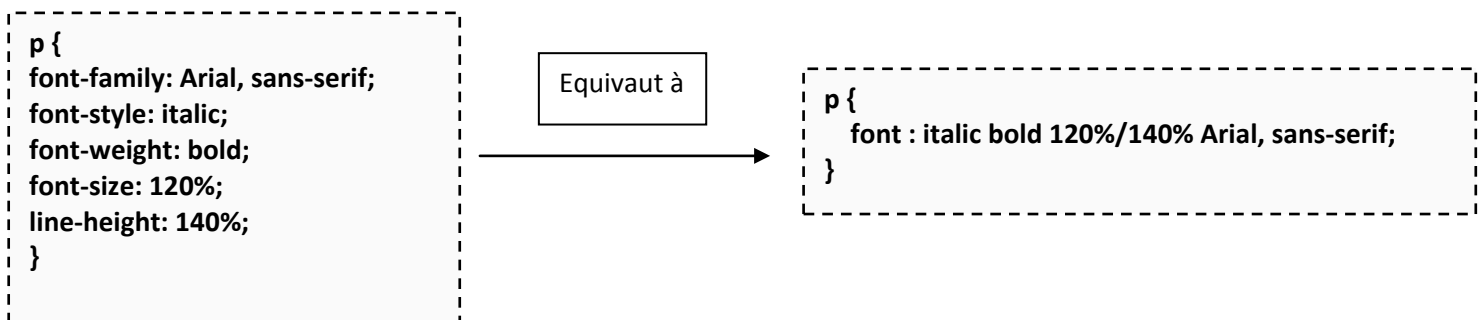 p {
font-family: Arial, sans-serif;
font-style: italic;
font-weight: bold;
font-size: 120%;
line-height: 140%;
}
Equivaut à
p {
font : italic bold 120%/140% Arial, sans-serif;
}